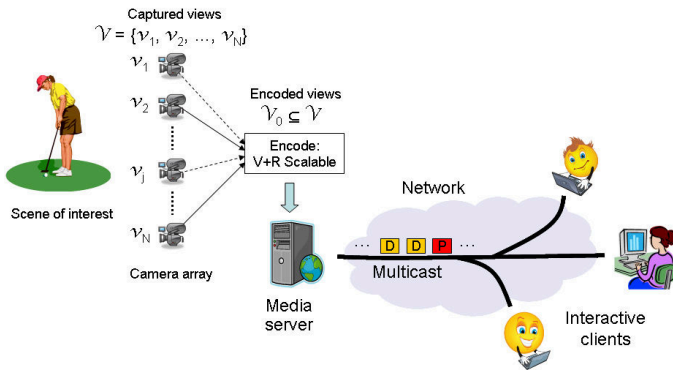 Captured views
𝒱 = {𝓋1, 𝓋2, ..., 𝓋N}
𝓋1
𝓋2
𝓋j
𝓋N
Scene of interest
Camera array
Encoded views
𝒱0 ⊆ 𝒱
Encode:
V+R Scalable
Media
server
Network
... D D P ...
Multicast
Interactive
clients